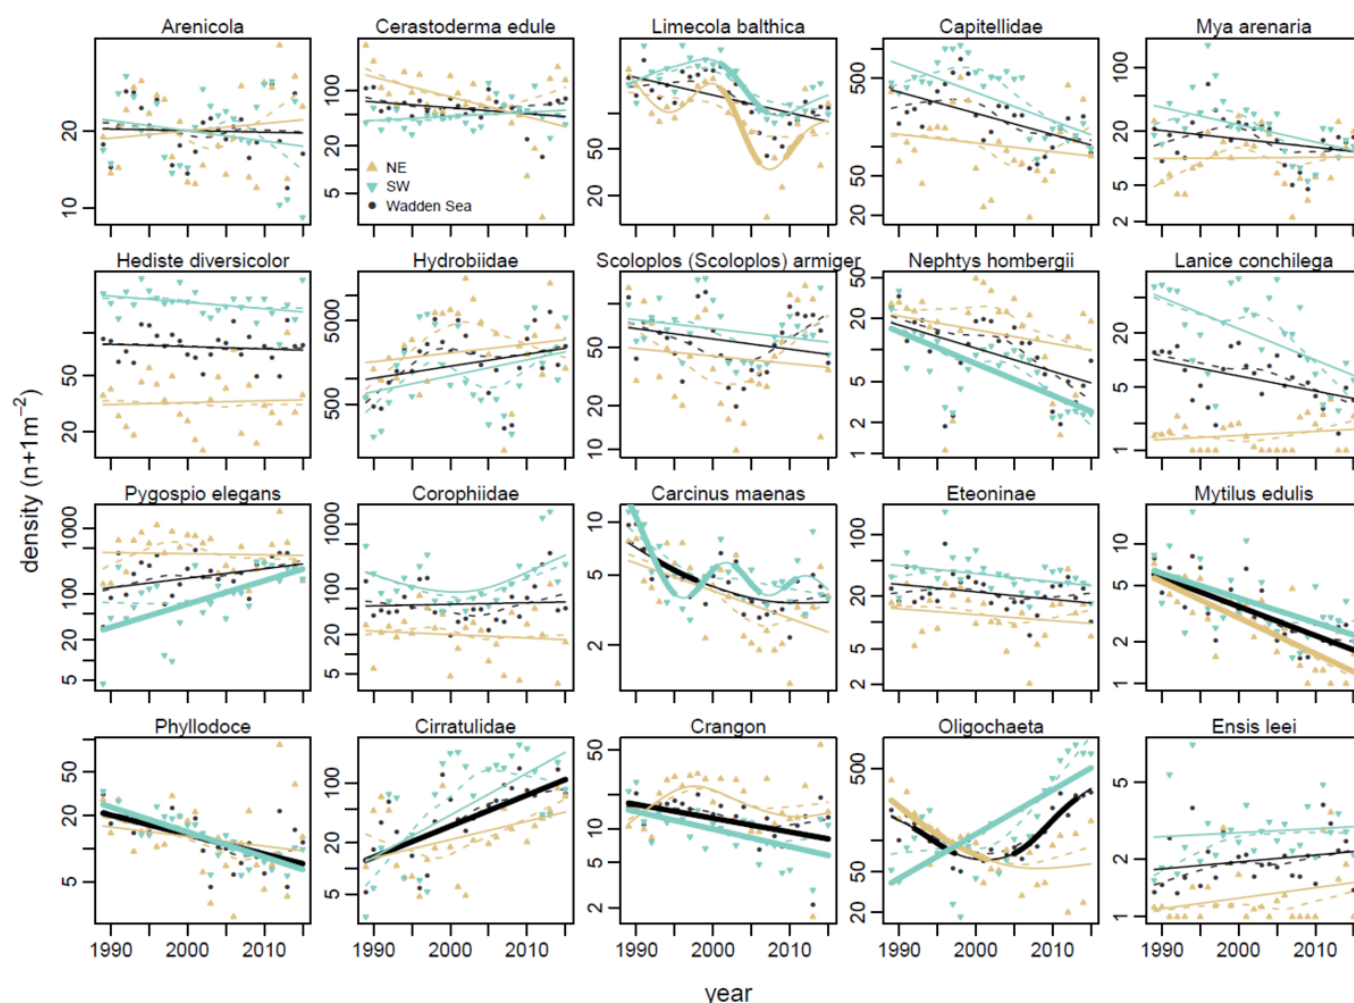 Arenicola
Cerastoderma edule
Limecola balthica
Capitellidae
Mya arenaria
20
10
100
50
20
5
NE
SW
Wadden Sea
50
20
500
50
20
100
20
10
5
2
Hediste diversicolor
Hydrobiidae
Scoloplos (Scoloplos) armiger
Nephtys hombergii
Lanice conchilega
50
20
5000
500
50
20
10
20
10
5
1
20
5
1
density (n+1m⁻²)
Pygospio elegans
Corophiidae
Carcinus maenas
Eteoninae
Mytilus edulis
1000
100
20
5
1000
100
20
5
10
5
2
100
20
10
5
2
10
5
2
1
Phyllodoce
Cirratulidae
Crangon
Oligochaeta
Ensis leei
50
20
10
5
100
20
10
2
50
20
10
5
2
500
50
20
5
2
1
1990 2000 2010
1990 2000 2010
1990 2000 2010
1990 2000 2010
1990 2000 2010
year